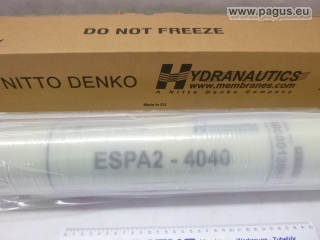 © www.pagus.eu
DO NOT FREEZE
NITTO DENKO
HYDRANAUTICS
www.membranes.com
A Nitto Denko Company
Made in EU
ESPA2 - 4040